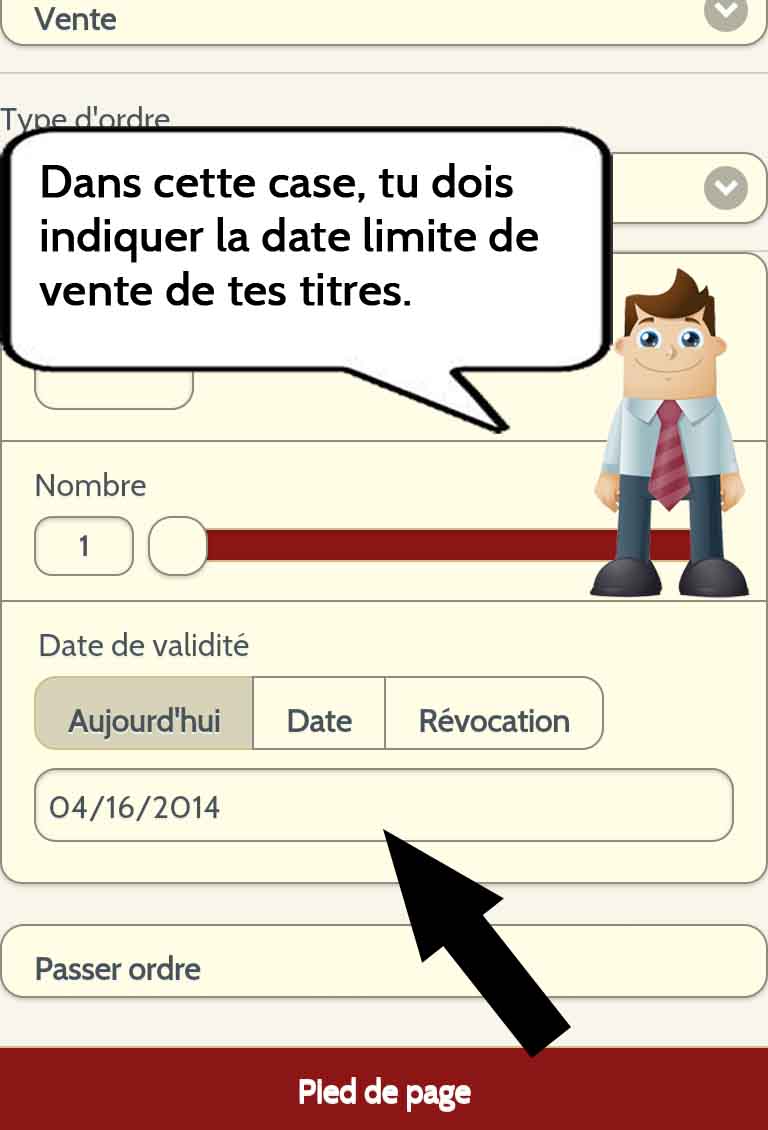 Vente
Type d'ordre
Dans cette case, tu dois
indiquer la date limite de
vente de tes titres.
Nombre
1
Date de validité
Aujourd'hui
Date
Révocation
04/16/2014
Passer ordre
Pied de page